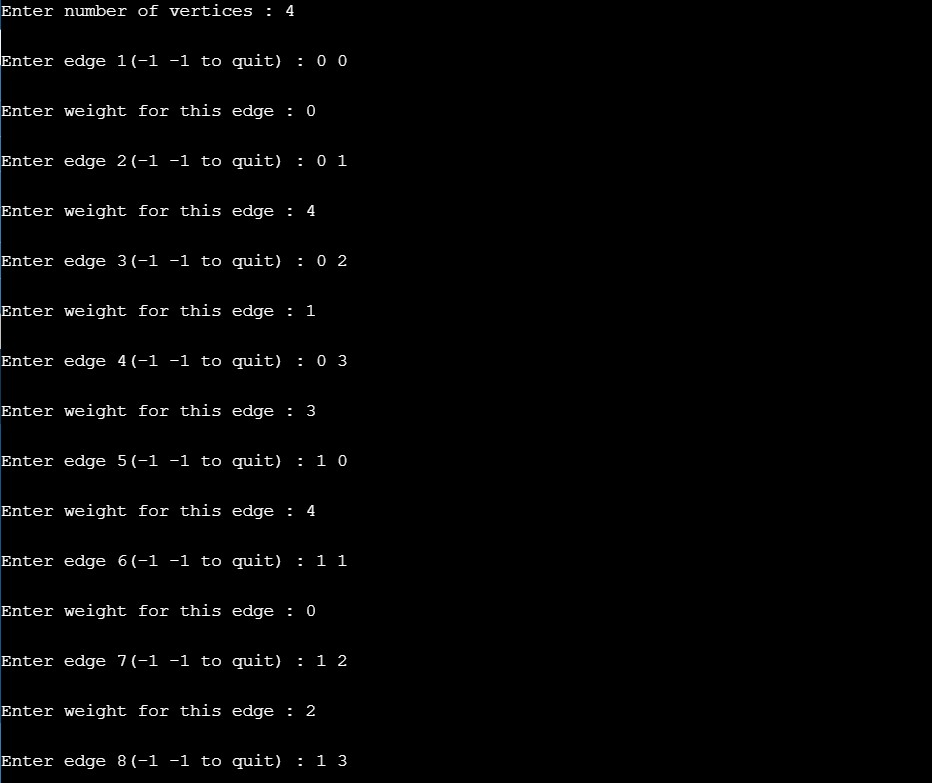 Enter number of vertices : 4
Enter edge 1(-1 -1 to quit) : 0 0
Enter weight for this edge : 0
Enter edge 2(-1 -1 to quit) : 0 1
Enter weight for this edge : 4
Enter edge 3(-1 -1 to quit) : 0 2
Enter weight for this edge : 1
Enter edge 4(-1 -1 to quit) : 0 3
Enter weight for this edge : 3
Enter edge 5(-1 -1 to quit) : 1 0
Enter weight for this edge : 4
Enter edge 6(-1 -1 to quit) : 1 1
Enter weight for this edge : 0
Enter edge 7(-1 -1 to quit) : 1 2
Enter weight for this edge : 2
Enter edge 8(-1 -1 to quit) : 1 3